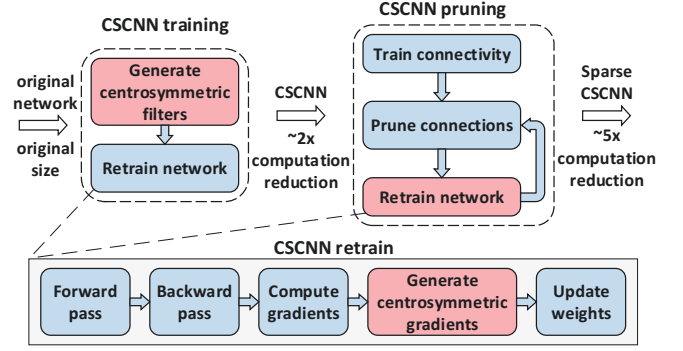 CSCNN training
CSCNN pruning
original
network
original
size
Generate
centrosymmetric
filters
Retrain network
CSCNN
~2x
computation
reduction
Train connectivity
Prune connections
Retrain network
Sparse
CSCNN
~5x
computation
reduction
CSCNN retrain
Forward
pass
Backward
pass
Compute
gradients
Generate
centrosymmetric
gradients
Update
weights